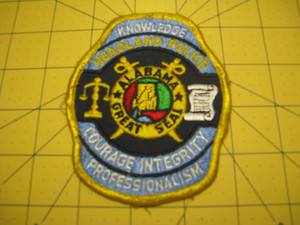 KNOWLEDGE
HEADLAND POLICE
ALABAMA
GREAT SEAL
COURAGE INTEGRITY
PROFESSIONALISM